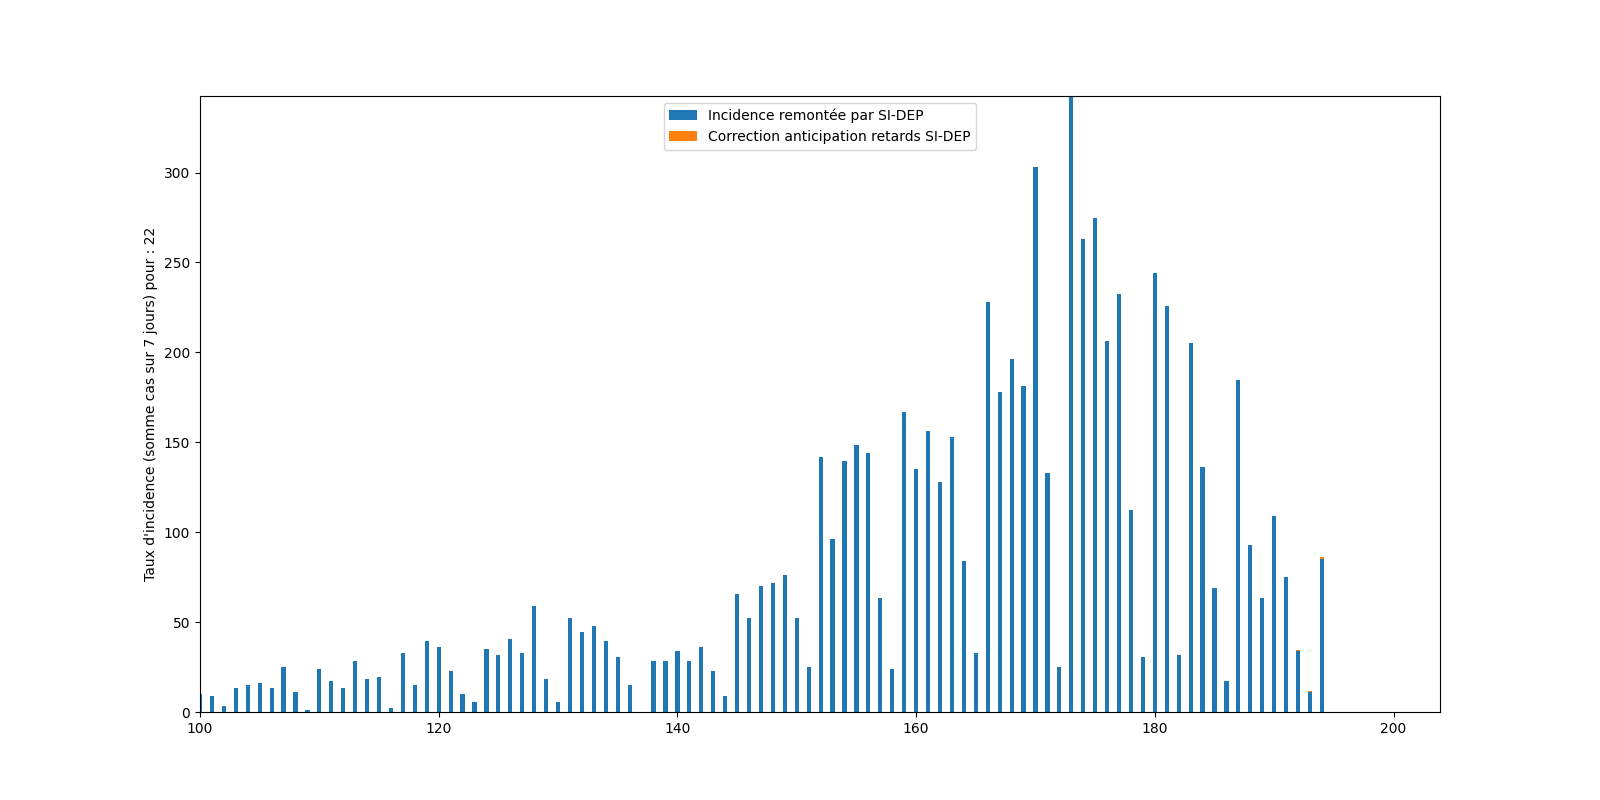 Incidence remontée par SI-DEP
Correction anticipation retards SI-DEP
Taux d'incidence (somme cas sur 7 jours) pour : 22
300
250
200
150
100
50
0
100 120 140 160 180 200